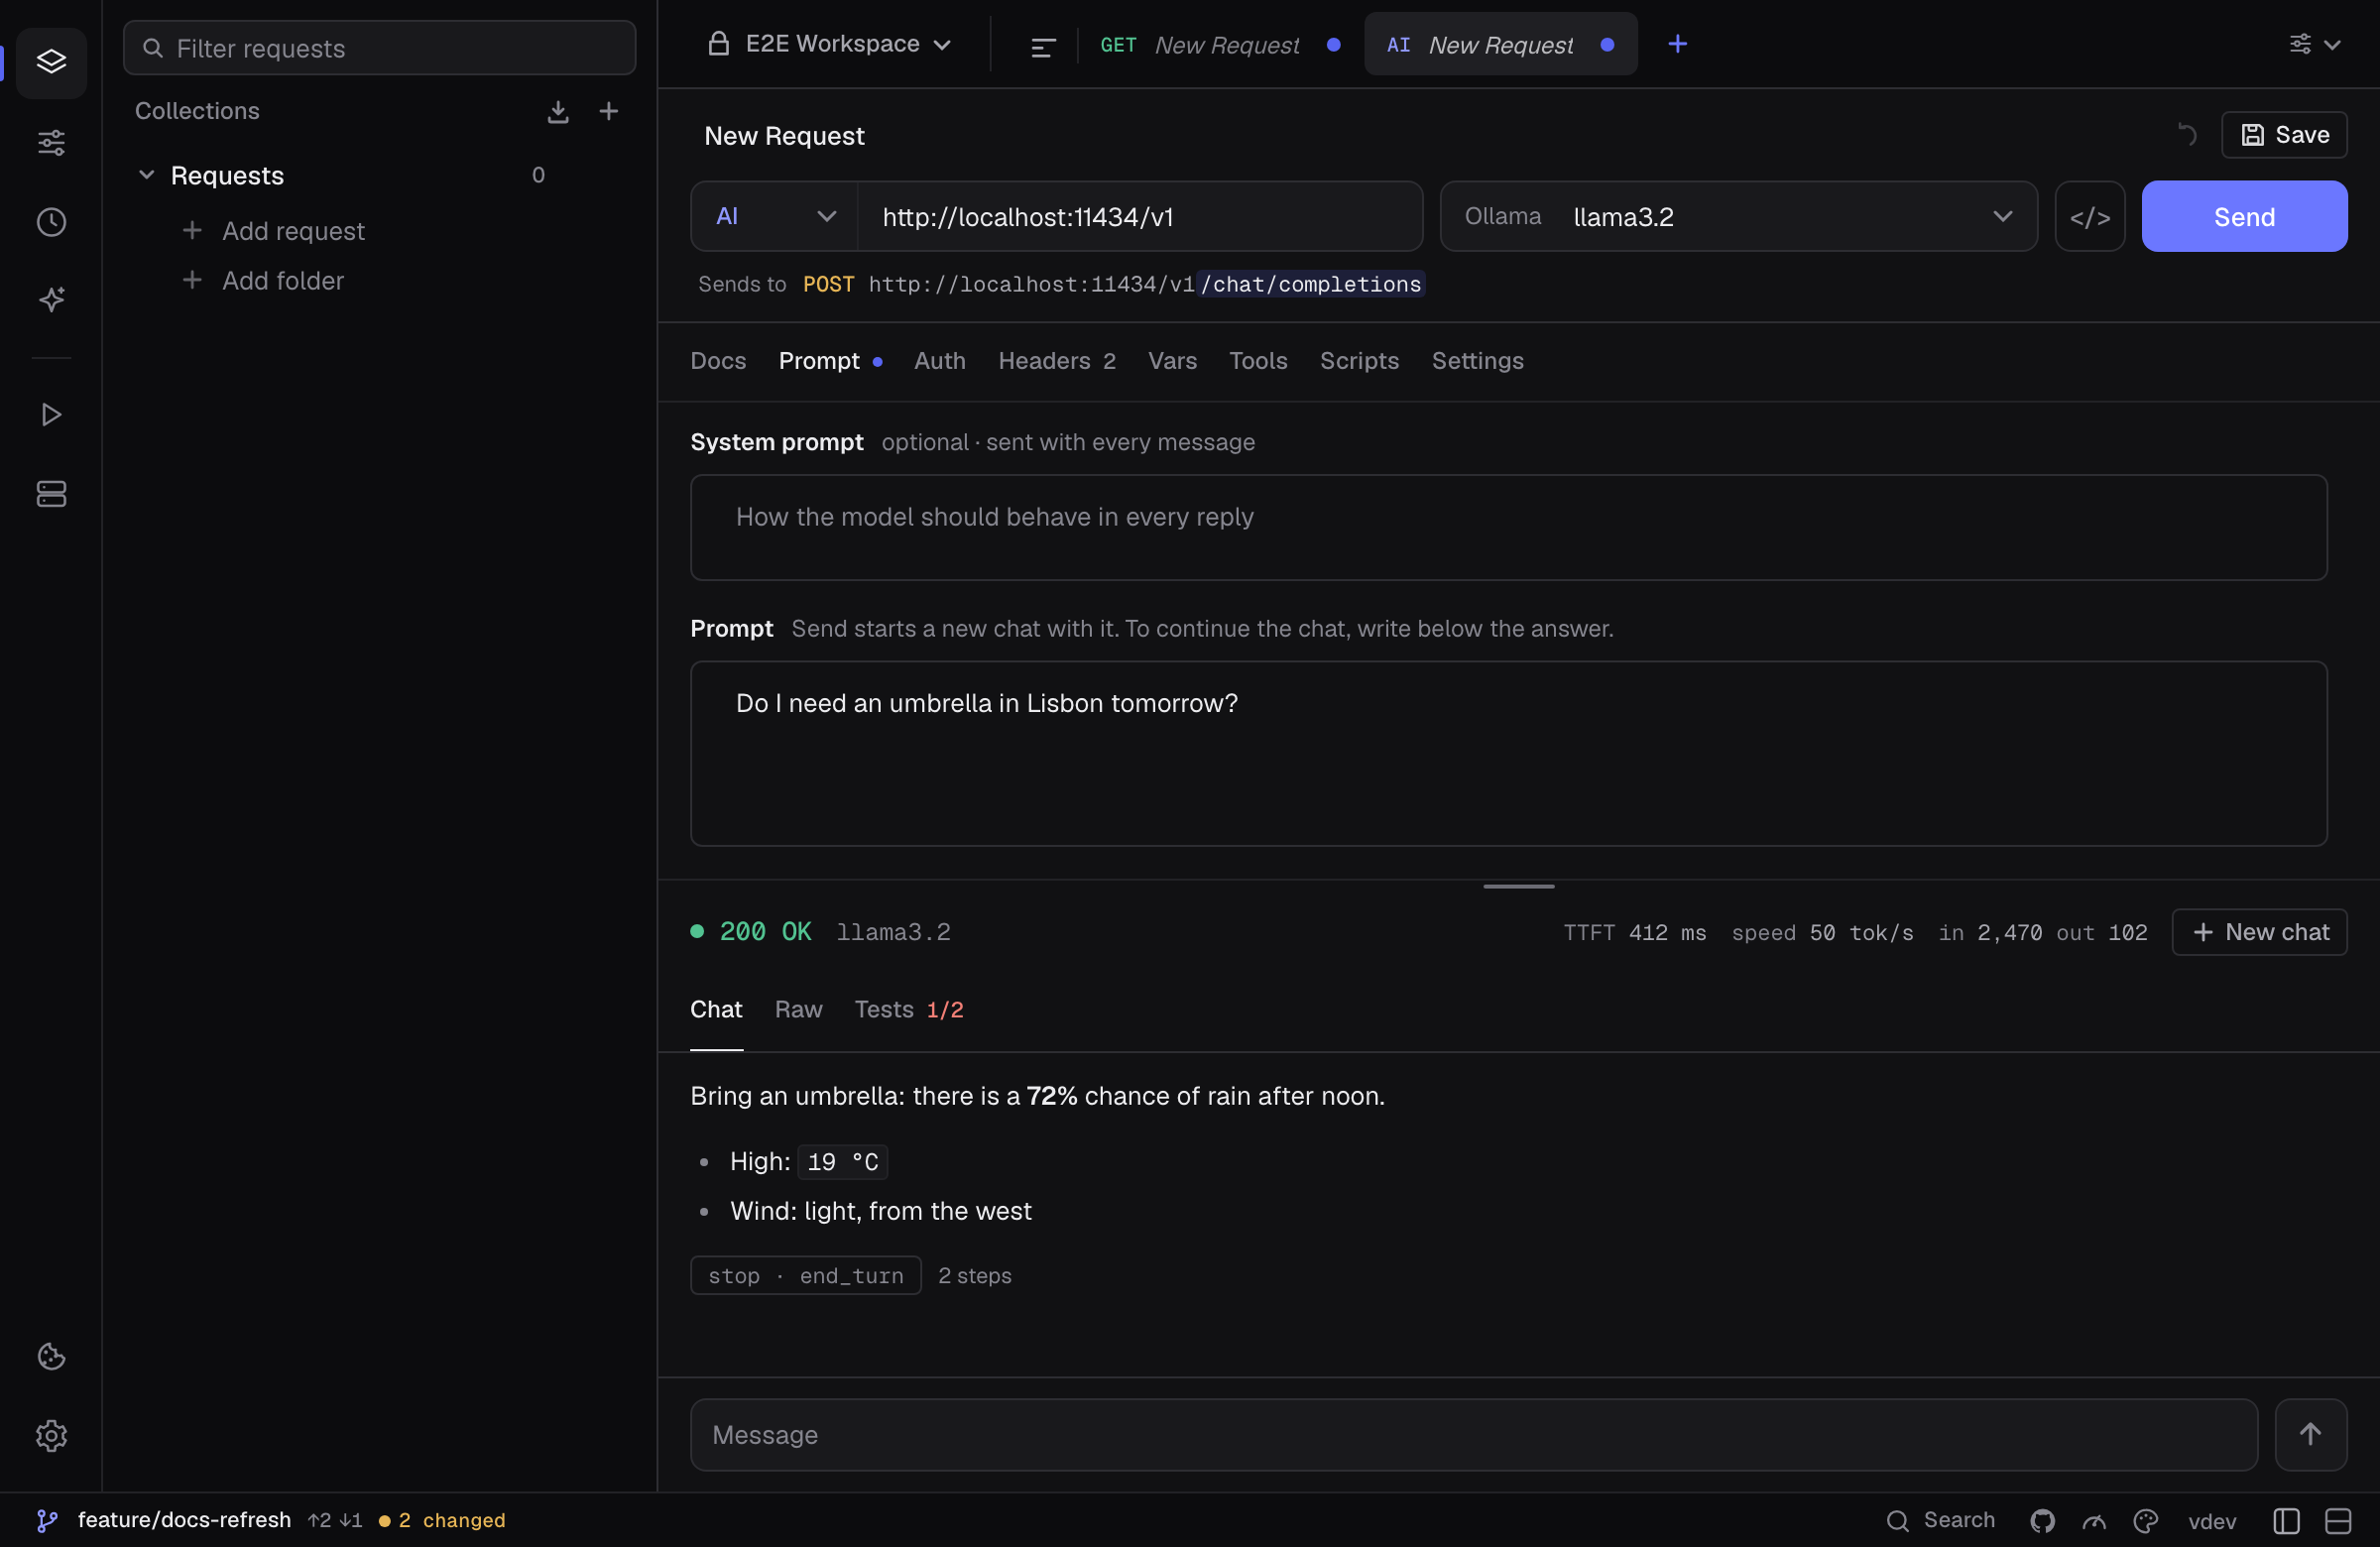 Filter requests
Collections
Requests 0
Add request
Add folder
E2E Workspace
GET New Request
AI New Request
New Request
Save
AI http://localhost:11434/v1
Ollama llama3.2
</>
Send
Sends to POST http://localhost:11434/v1/chat/completions
Docs Prompt Auth Headers 2 Vars Tools Scripts Settings
System prompt optional · sent with every message
How the model should behave in every reply
Prompt Send starts a new chat with it. To continue the chat, write below the answer.
Do I need an umbrella in Lisbon tomorrow?
200 OK llama3.2
TTFT 412 ms speed 50 tok/s in 2,470 out 102
New chat
Chat Raw Tests 1/2
Bring an umbrella: there is a 72% chance of rain after noon.
• High: 19 °C
• Wind: light, from the west
stop · end_turn 2 steps
Message
feature/docs-refresh ↑2 ↓1 2 changed
Search
vdev